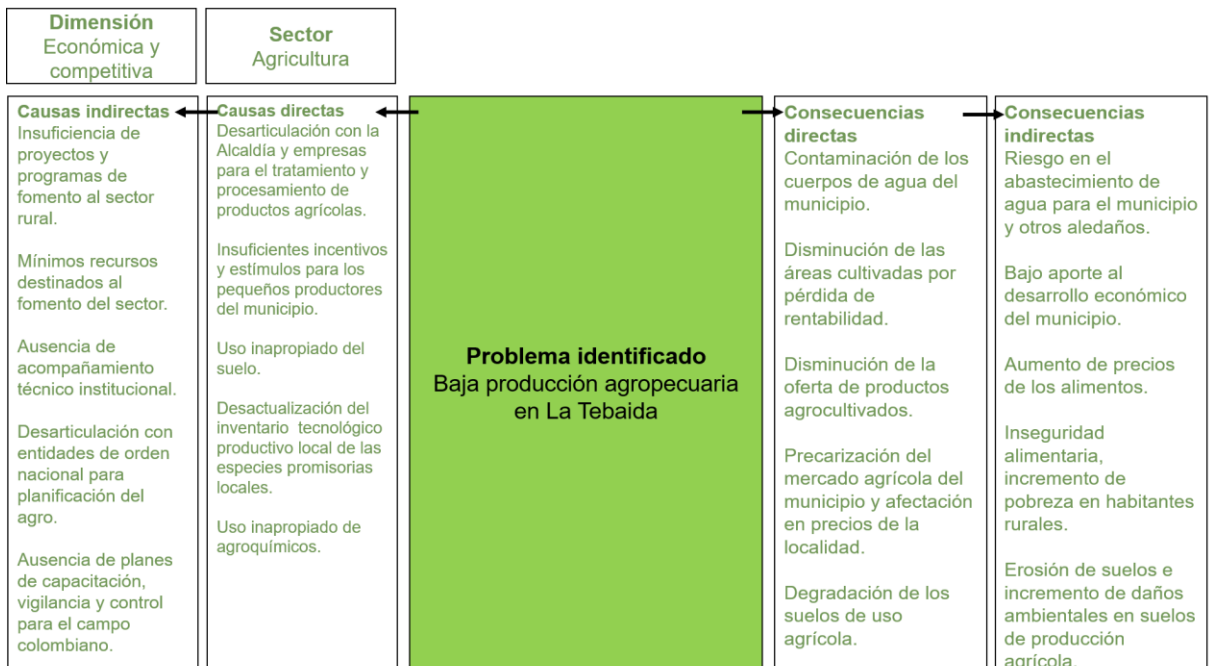 Dimensión
Económica y
competitiva
Sector
Agricultura
Causas indirectas
Insuficiencia de
proyectos y
programas de
fomento al sector
rural.
Mínimos recursos
destinados al
fomento del sector.
Ausencia de
acompañamiento
técnico institucional.
Desarticulación con
entidades de orden
nacional para
planificación del
agro.
Ausencia de planes
de capacitación,
vigilancia y control
para el campo
colombiano.
Causas directas
Desarticulación con la
Alcaldía y empresas
para el tratamiento y
procesamiento de
productos agrícolas.
Insuficientes incentivos
y estímulos para los
pequeños productores
del municipio.
Uso inapropiado del
suelo.
Desactualización del
inventario tecnológico
productivo local de las
especies promisorias
locales.
Uso inapropiado de
agroquímicos.
Problema identificado
Baja producción agropecuaria
en La Tebaida
Consecuencias
directas
Contaminación de los
cuerpos de agua del
municipio.
Disminución de las
áreas cultivadas por
pérdida de
rentabilidad.
Disminución de la
oferta de productos
agrocultivados.
Precarización del
mercado agrícola del
municipio y afectación
en precios de la
localidad.
Degradación de los
suelos de uso
agrícola.
Consecuencias
indirectas
Riesgo en el
abastecimiento de
agua para el municipio
y otros aledaños.
Bajo aporte al
desarrollo económico
del municipio.
Aumento de precios
de los alimentos.
Inseguridad
alimentaria,
incremento de
pobreza en habitantes
rurales.
Erosión de suelos e
incremento de daños
ambientales en suelos
de producción
agrícola.